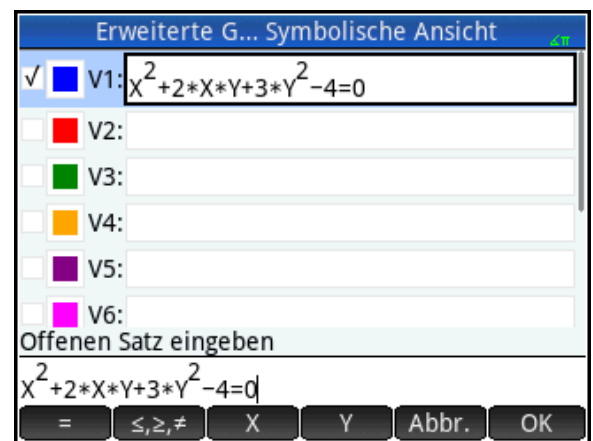 Erweiterte G... Symbolische Ansicht ∡π
√ V1: X²+2*X*Y+3*Y²−4=0
V2:
V3:
V4:
V5:
V6:
Offenen Satz eingeben
X²+2*X*Y+3*Y²−4=0
= ≤,≥,≠ X Y Abbr. OK